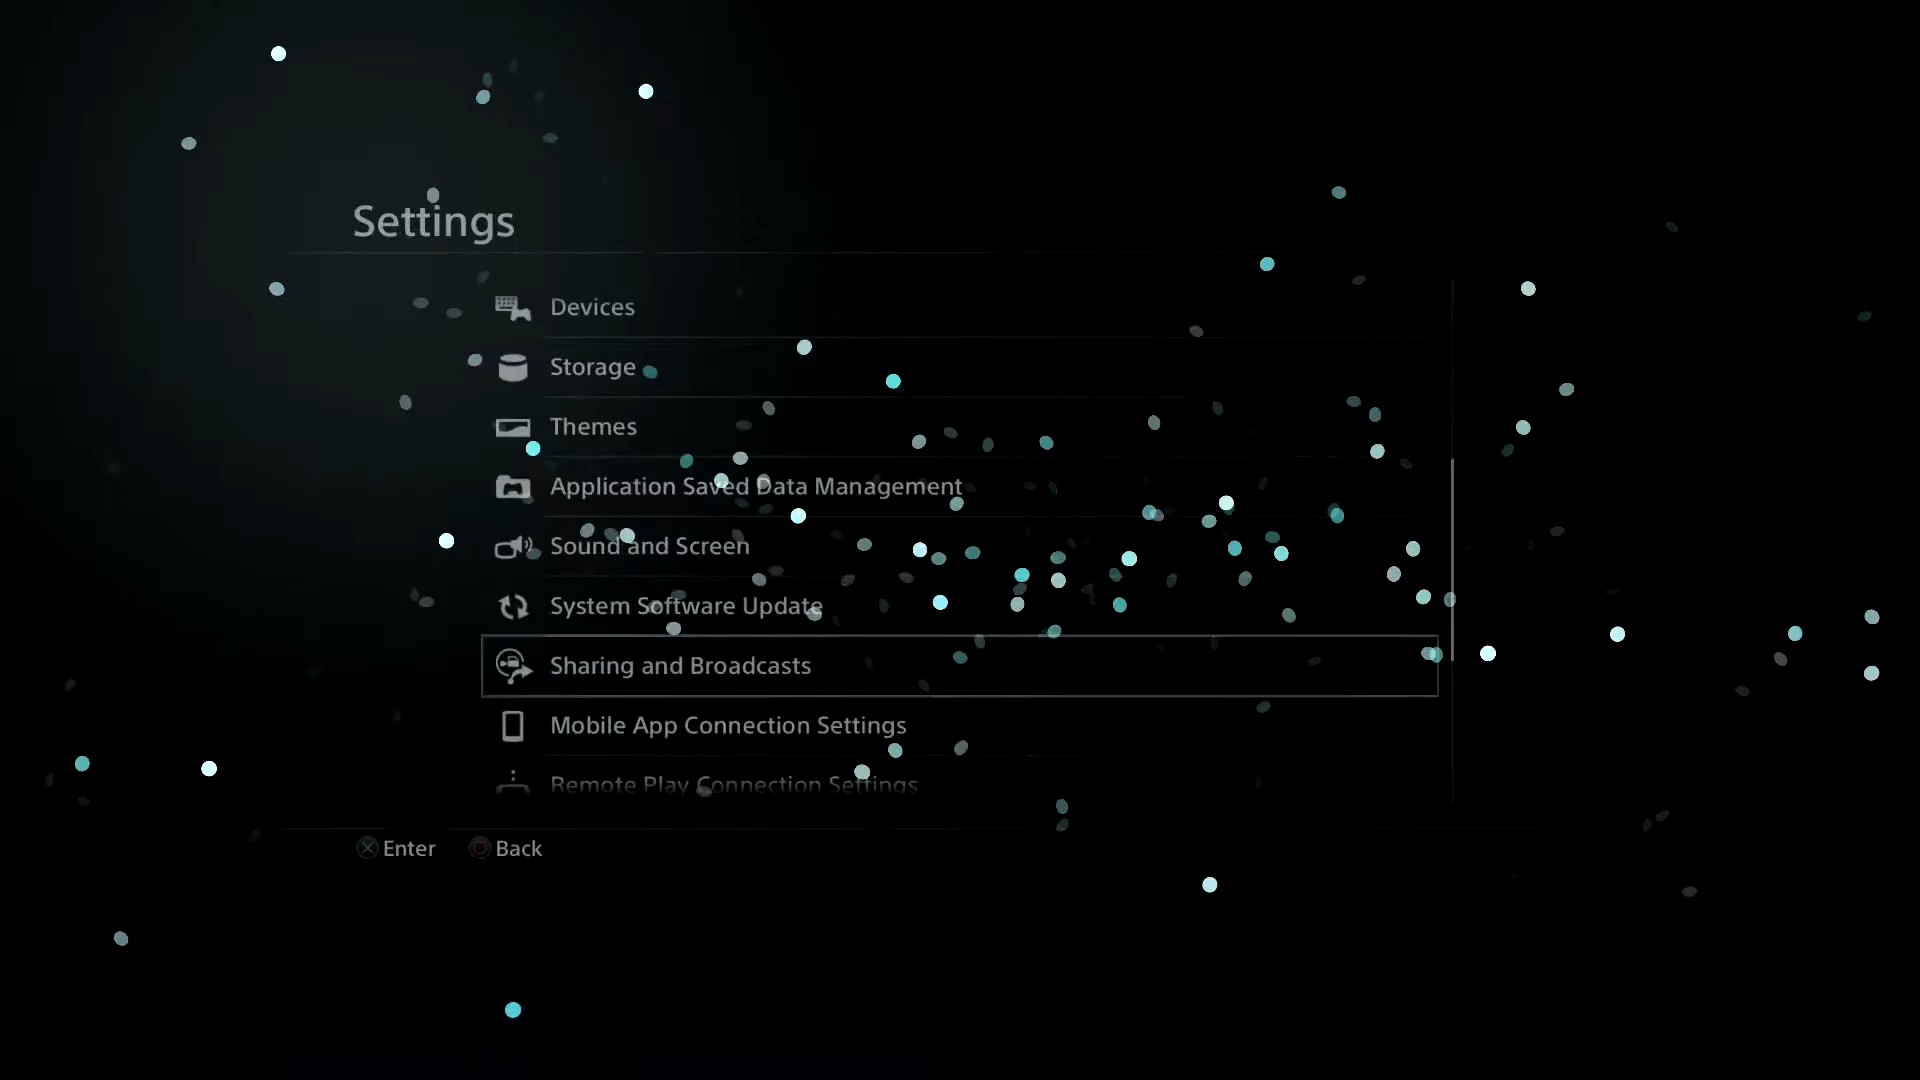 Settings
Devices
Storage
Themes
Application Saved Data Management
Sound and Screen
System Software Update
Sharing and Broadcasts
Mobile App Connection Settings
Remote Play Connection Settings
Enter Back